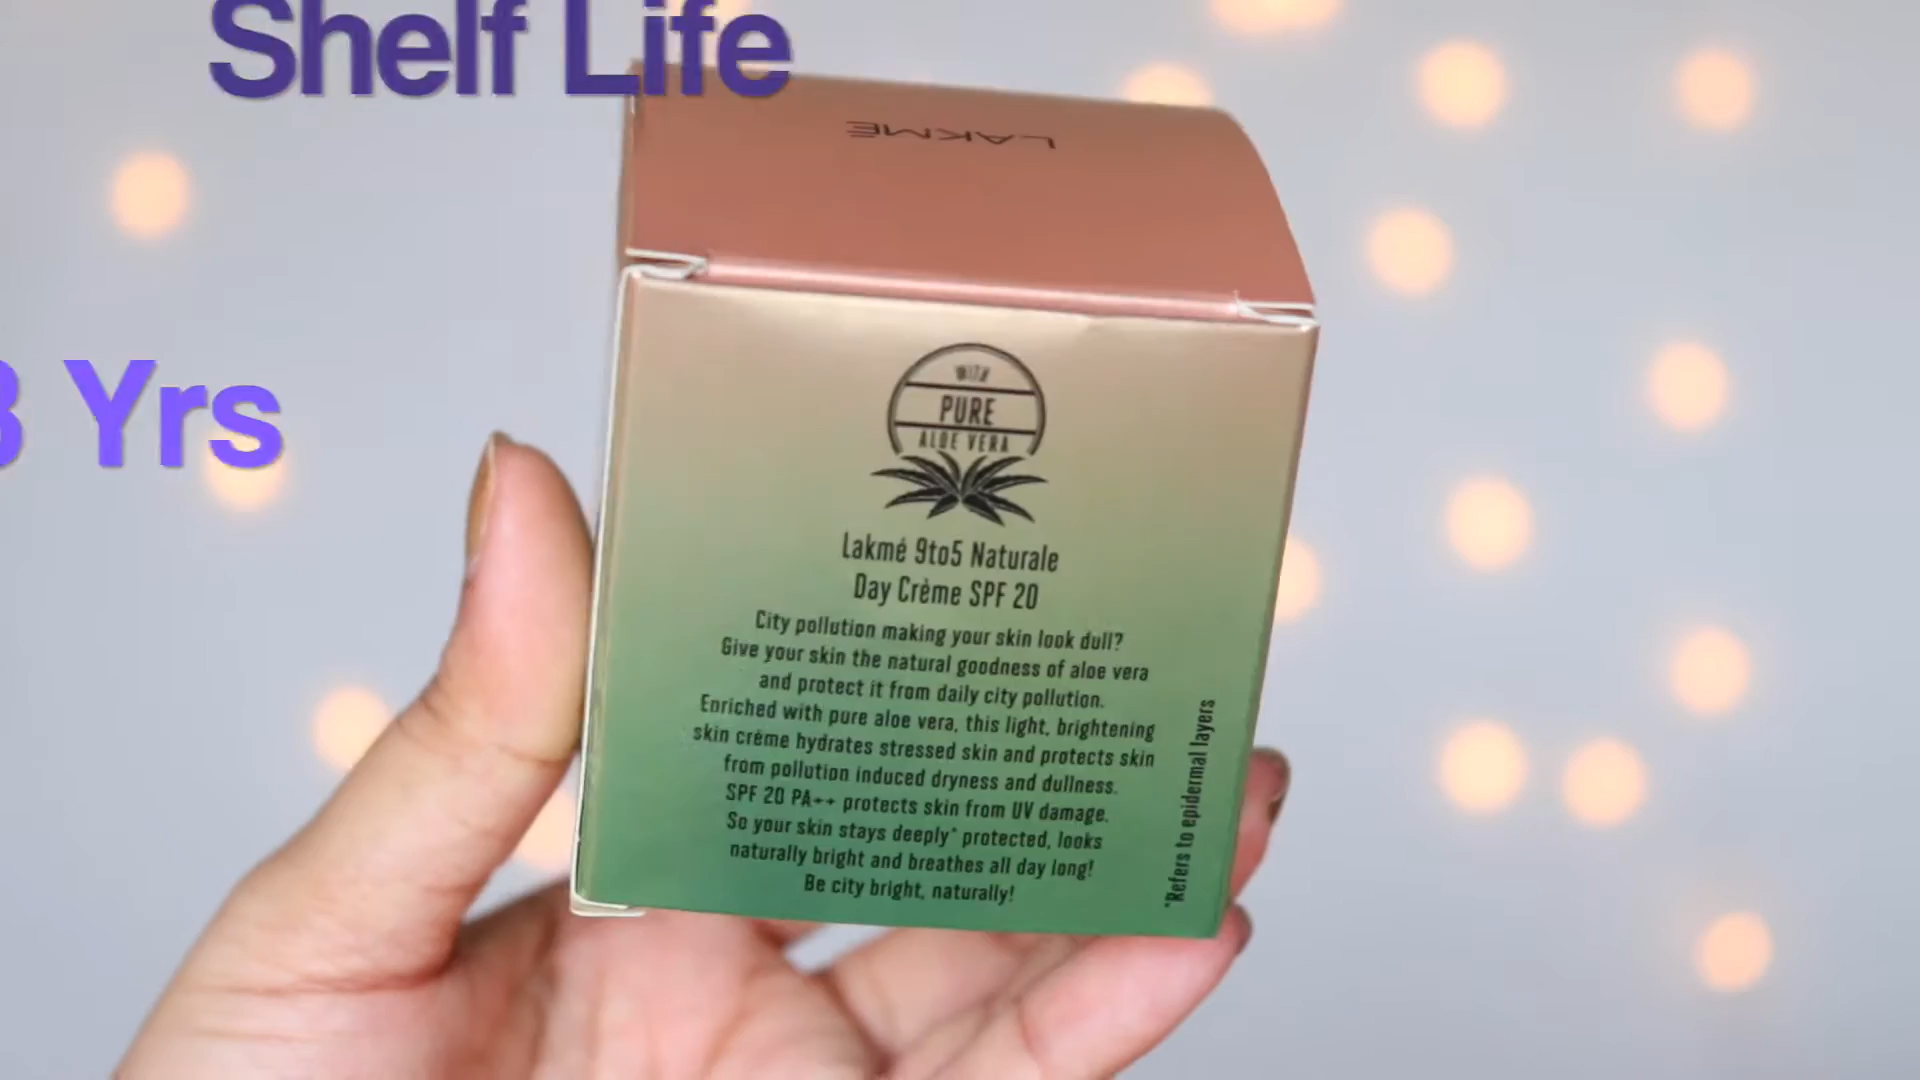 Shelf Life
3 Yrs
LAKMÉ
WITH
PURE
ALOE VERA
Lakmé 9to5 Naturale
Day Crème SPF 20
City pollution making your skin look dull?
Give your skin the natural goodness of aloe vera
and protect it from daily city pollution.
Enriched with pure aloe vera, this light, brightening
skin crème hydrates stressed skin and protects skin
from pollution induced dryness and dullness.
SPF 20 PA++ protects skin from UV damage.
So your skin stays deeply* protected, looks
naturally bright and breathes all day long!
Be city bright, naturally!
*Refers to epidermal layers